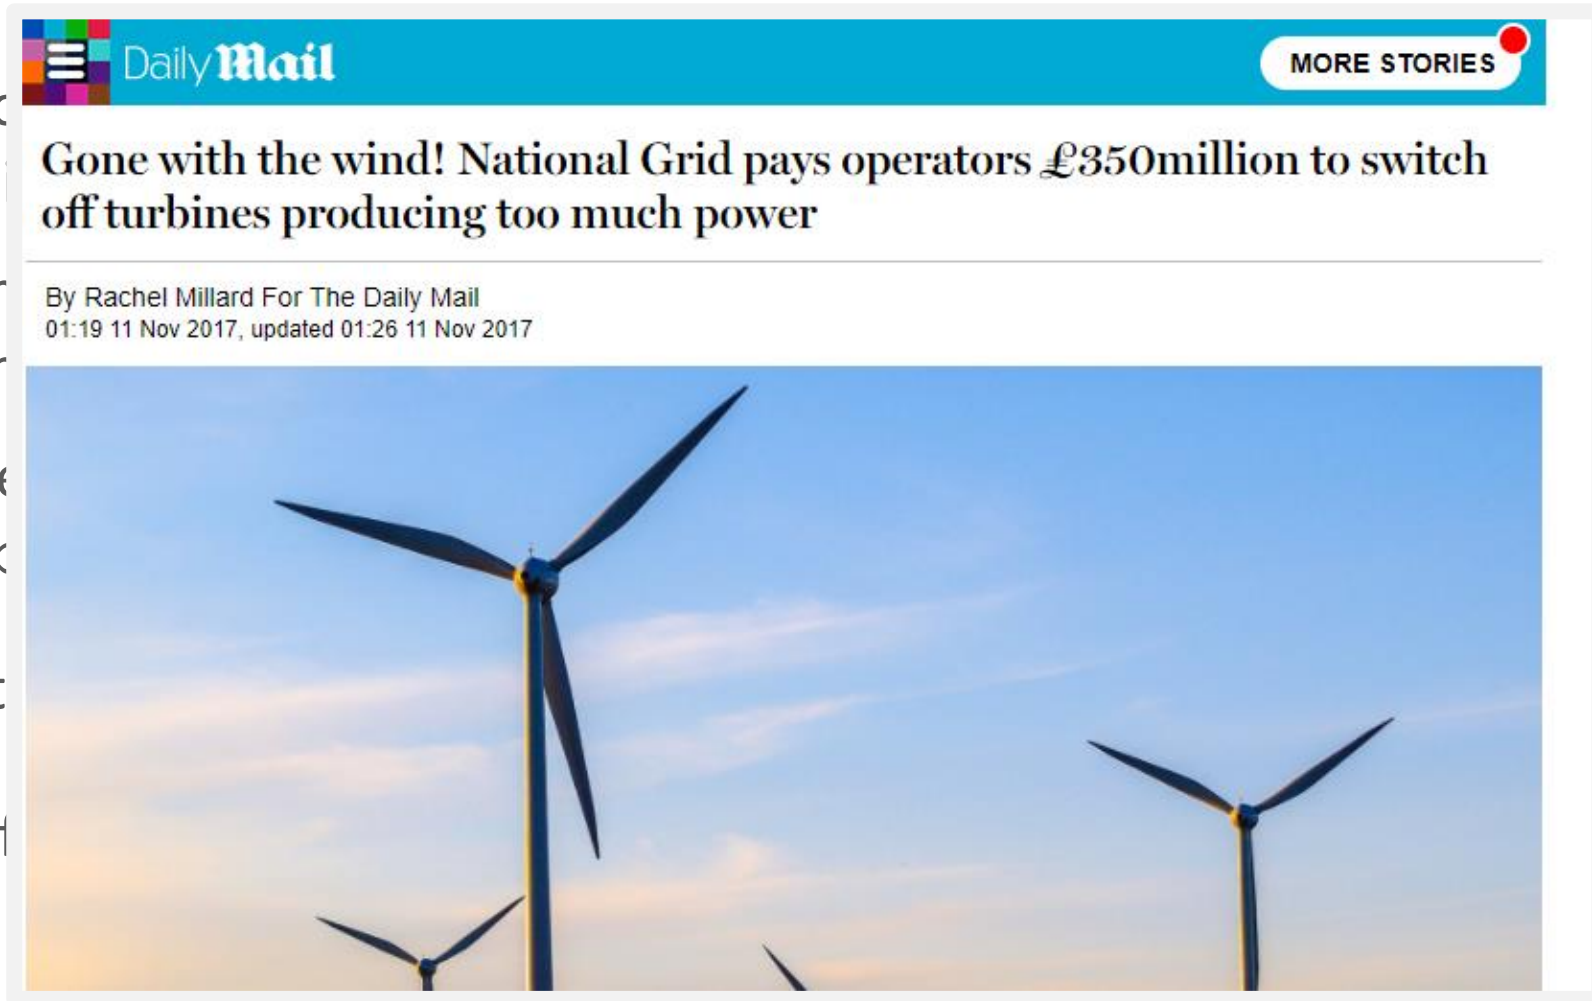 Daily Mail
MORE STORIES
Gone with the wind! National Grid pays operators £350million to switch
off turbines producing too much power
By Rachel Millard For The Daily Mail
01:19 11 Nov 2017, updated 01:26 11 Nov 2017